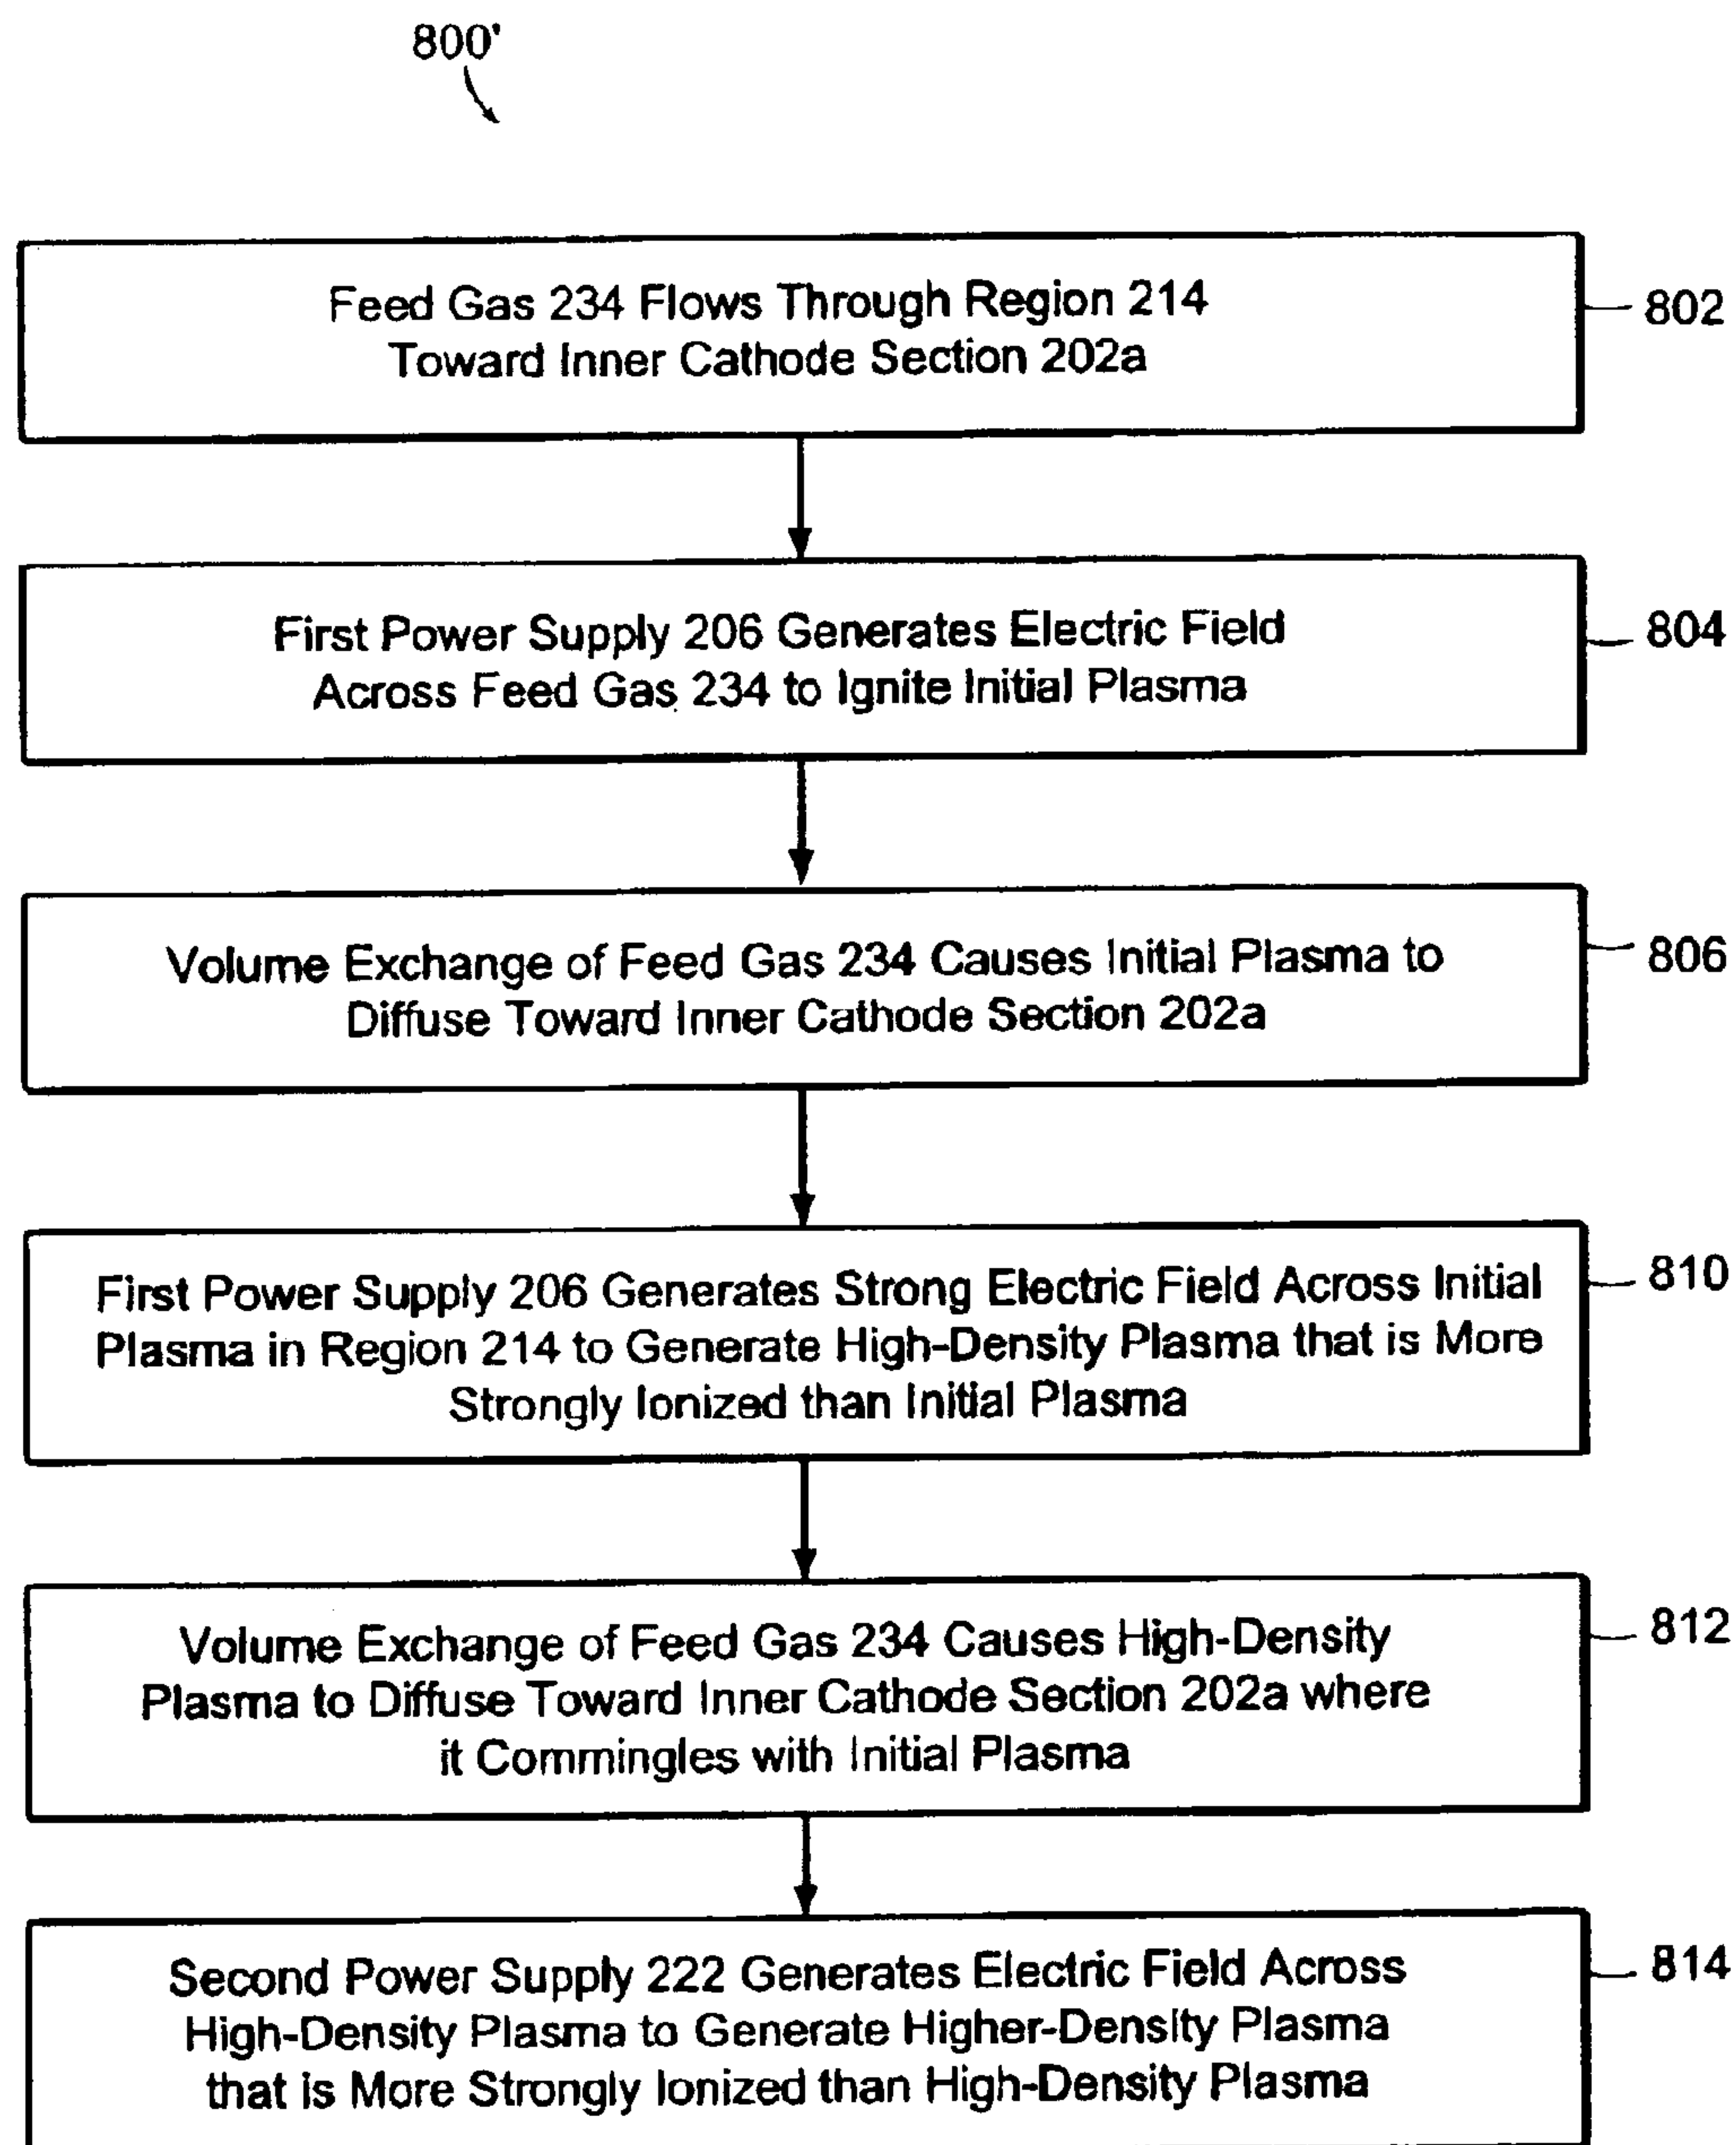 800'
Feed Gas 234 Flows Through Region 214
Toward Inner Cathode Section 202a
802
First Power Supply 206 Generates Electric Field
Across Feed Gas 234 to Ignite Initial Plasma
804
Volume Exchange of Feed Gas 234 Causes Initial Plasma to
Diffuse Toward Inner Cathode Section 202a
806
First Power Supply 206 Generates Strong Electric Field Across Initial
Plasma in Region 214 to Generate High-Density Plasma that is More
Strongly Ionized than Initial Plasma
810
Volume Exchange of Feed Gas 234 Causes High-Density
Plasma to Diffuse Toward Inner Cathode Section 202a where
it Commingles with Initial Plasma
812
Second Power Supply 222 Generates Electric Field Across
High-Density Plasma to Generate Higher-Density Plasma
that is More Strongly Ionized than High-Density Plasma
814